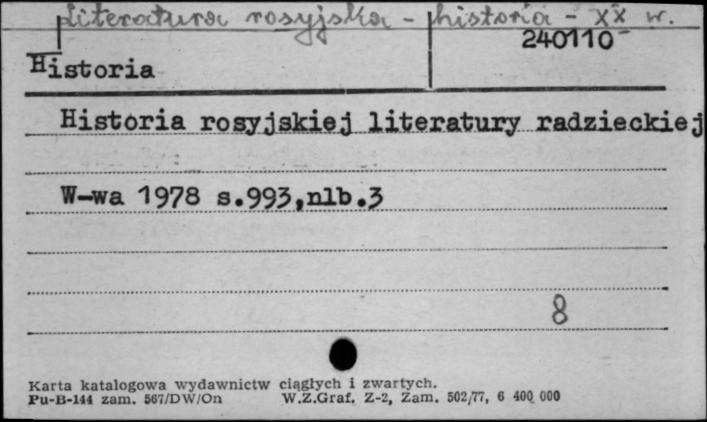 Literatura rosyjska - historia - XX w.
240110
Historia
Historia rosyjskiej literatury radzieckiej
W-wa 1978 s.993,nlb.3
8
Karta katalogowa wydawnictw ciągłych i zwartych.
Pu-B-144 zam. 567/DW/On W.Z.Graf. Z-2, Zam. 502/77, 6 400 000